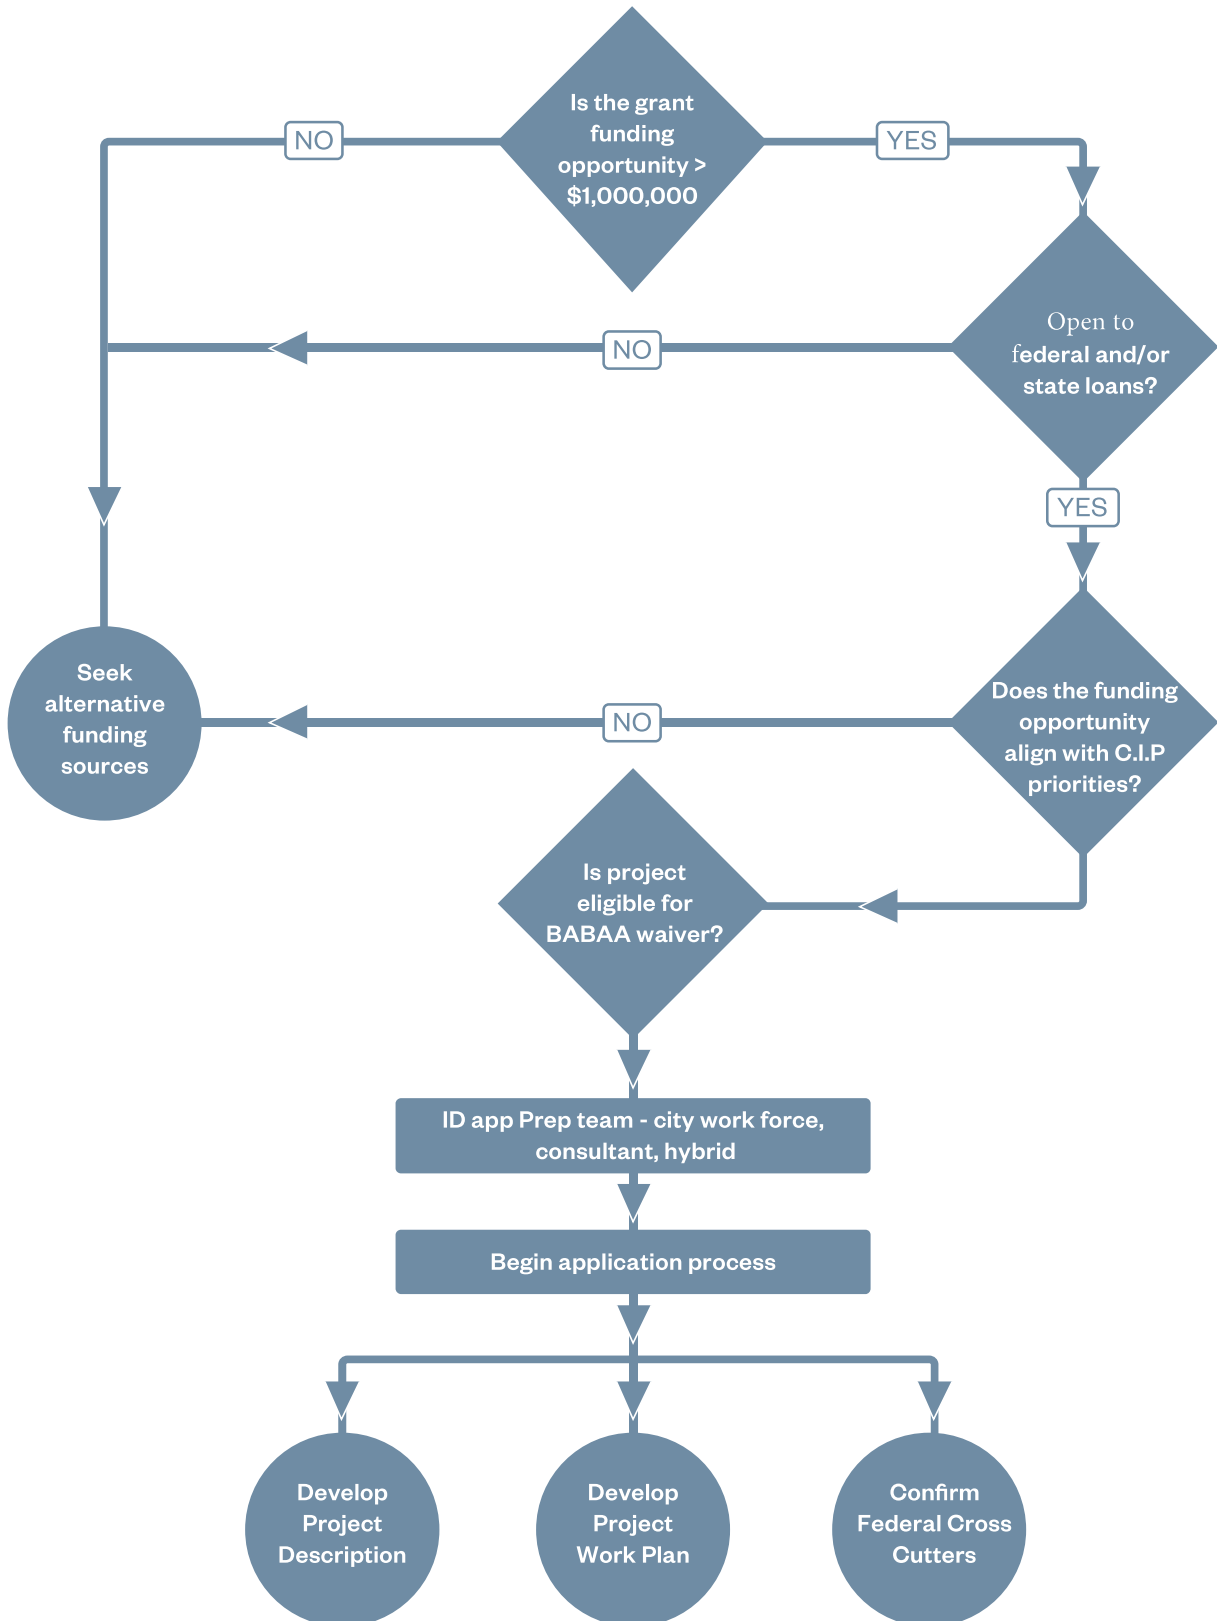 Is the grant
funding
opportunity >
$1,000,000
NO
YES
Open to
federal and/or
state loans?
NO
YES
Does the funding
opportunity
align with C.I.P
priorities?
NO
Seek
alternative
funding
sources
Is project
eligible for
BABAA waiver?
ID app Prep team - city work force,
consultant, hybrid
Begin application process
Develop
Project
Description
Develop
Project
Work Plan
Confirm
Federal Cross
Cutters